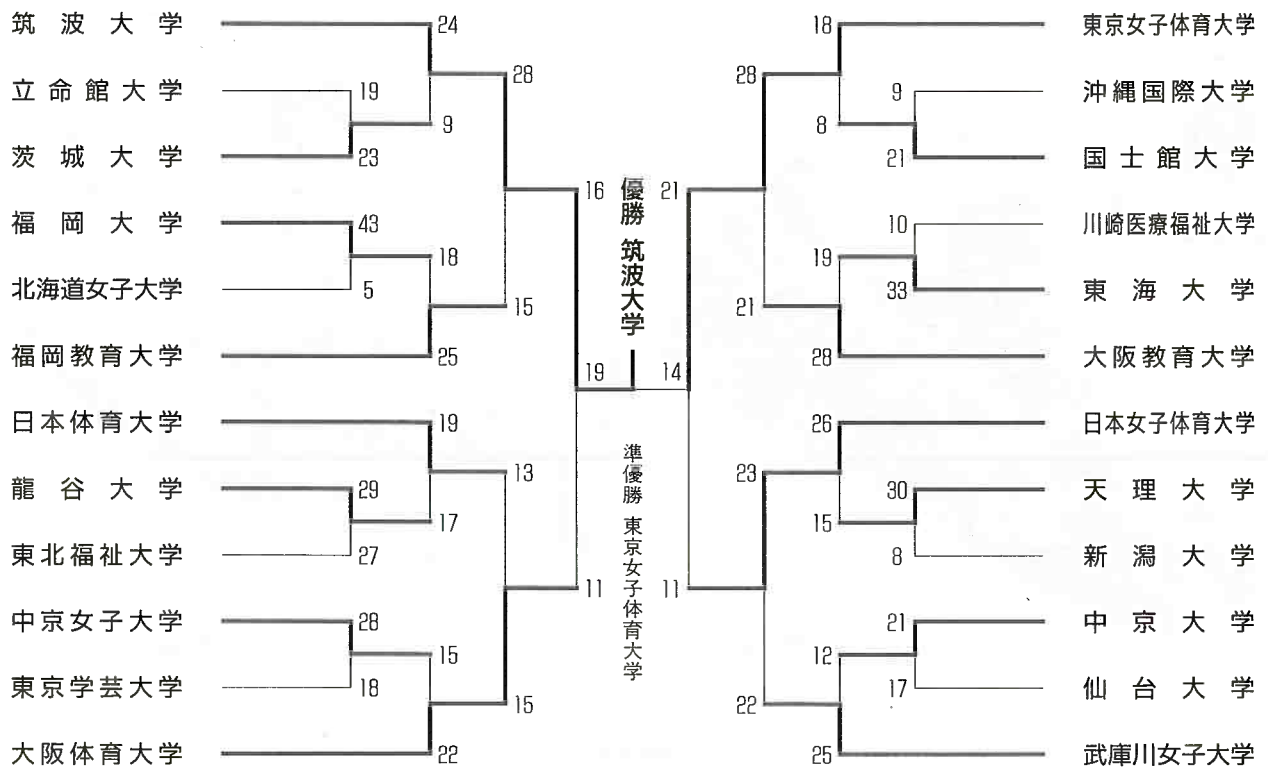 筑波大学
24
28
立命館大学
19
9
茨城大学
23
16
福岡大学
43
18
北海道女子大学
5
15
福岡教育大学
25
19
日本体育大学
19
13
龍谷大学
29
17
東北福祉大学
27
11
中京女子大学
28
15
東京学芸大学
18
15
大阪体育大学
22
優勝 筑波大学
準優勝 東京女子体育大学
18
東京女子体育大学
28
9
沖縄国際大学
8
21
国士館大学
21
10
川崎医療福祉大学
19
33
東海大学
21
28
大阪教育大学
14
26
日本女子体育大学
23
30
天理大学
15
8
新潟大学
11
21
中京大学
12
17
仙台大学
22
25
武庫川女子大学